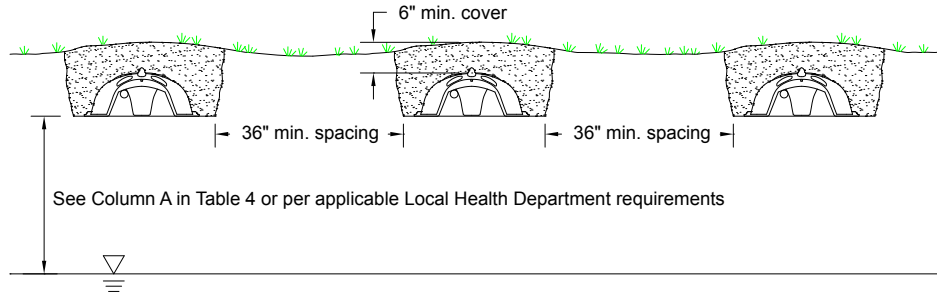 6" min. cover
36" min. spacing
36" min. spacing
See Column A in Table 4 or per applicable Local Health Department requirements